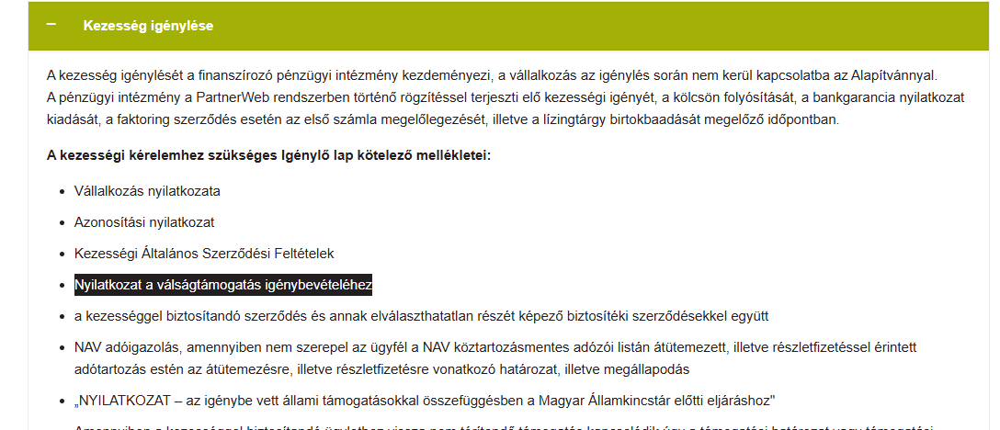 Kezesség igénylése
A kezesség igénylését a finanszírozó pénzügyi intézmény kezdeményezi, a vállalkozás az igénylés során nem kerül kapcsolatba az Alapítvánnyal.
A pénzügyi intézmény a PartnerWeb rendszerben történő rögzítéssel terjeszti elő kezességi igényét, a kölcsön folyósítását, a bankgarancia nyilatkozat
kiadását, a faktoring szerződés esetén az első számla megelőlegezését, illetve a lízingtárgy birtokbaadását megelőző időpontban.
A kezességi kérelemhez szükséges Igénylő lap kötelező mellékletei:
• Vállalkozás nyilatkozata
• Azonosítási nyilatkozat
• Kezességi Általános Szerződési Feltételek
• Nyilatkozat a válságtámogatás igénybevételéhez
• a kezességgel biztosítandó szerződés és annak elválaszthatatlan részét képező biztosítéki szerződésekkel együtt
• NAV adóigazolás, amennyiben nem szerepel az ügyfél a NAV köztartozásmentes adózói listán átütemezett, illetve részletfizetéssel érintett
adótartozás estén az átütemezésre, illetve részletfizetésre vonatkozó határozat, illetve megállapodás
• „NYILATKOZAT – az igénybe vett állami támogatásokkal összefüggésben a Magyar Államkincstár előtti eljáráshoz"